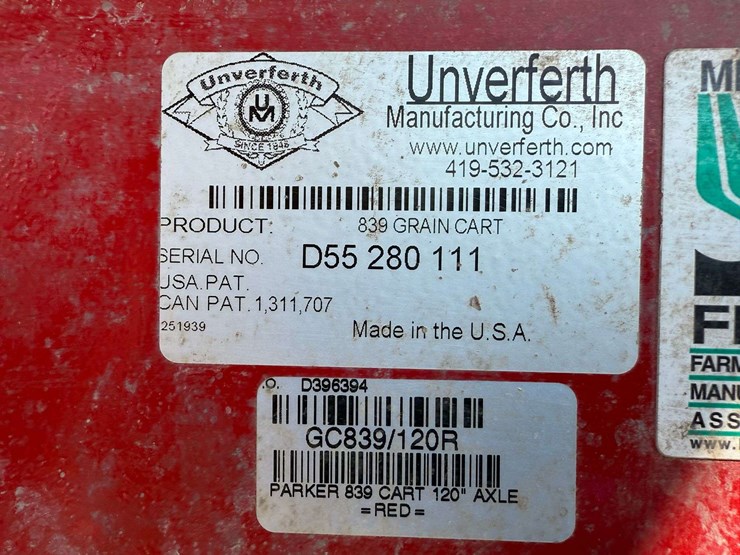 Unverferth
UM
SINCE 1948
Unverferth
Manufacturing Co., Inc
www.unverferth.com
419-532-3121
PRODUCT: 839 GRAIN CART
SERIAL NO. D55 280 111
USA.PAT.
CAN PAT. 1,311,707
251939 Made in the U.S.A.
.O. D396394
GC839/120R
PARKER 839 CART 120" AXLE
=RED=
M
F
FARM
MANU
ASS
www.